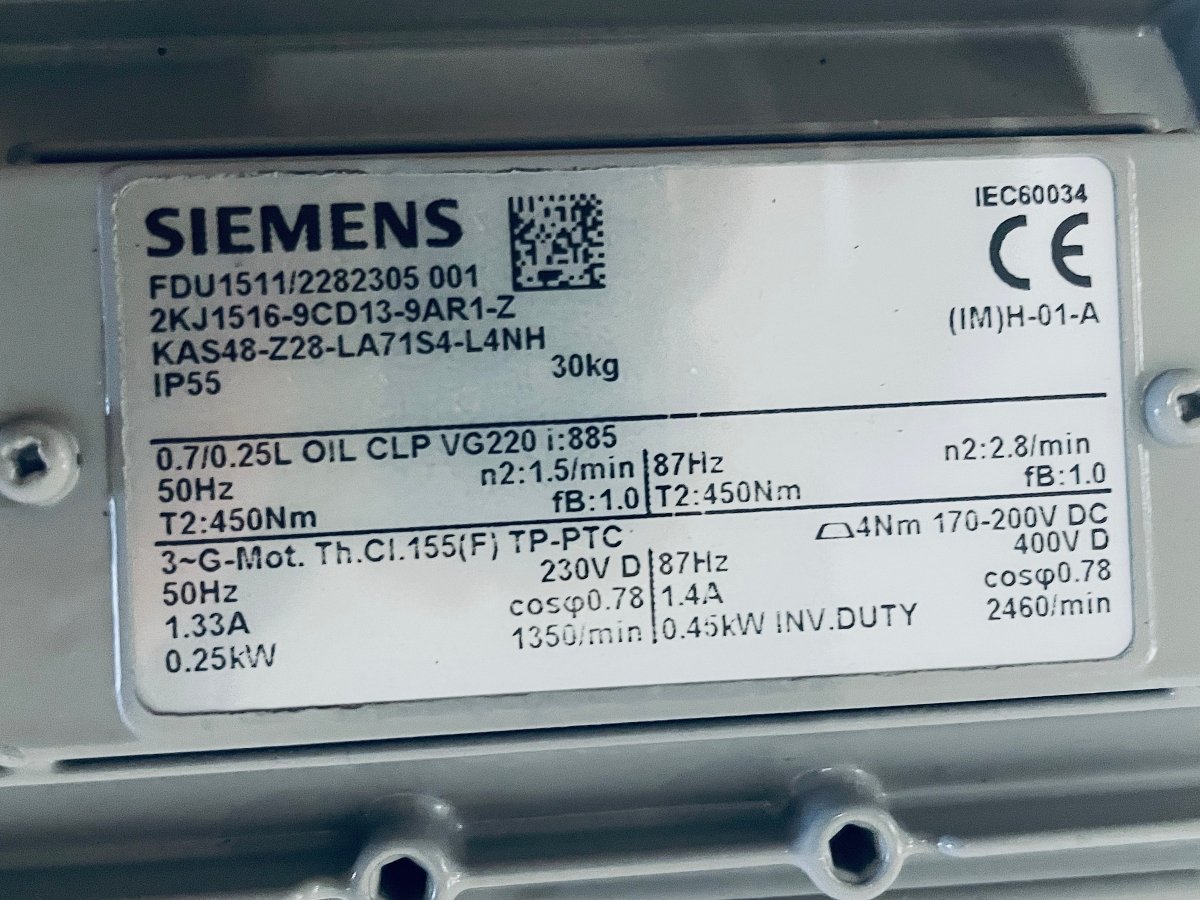 SIEMENS
IEC60034
CE
FDU1511/2282305 001
2KJ1516-9CD13-9AR1-Z
(IM)H-01-A
KAS48-Z28-LA71S4-L4NH
IP55 30kg
0.7/0.25L OIL CLP VG220 i:885
50Hz n2:1.5/min 87Hz n2:2.8/min
T2:450Nm fB:1.0 T2:450Nm fB:1.0
3~G-Mot. Th.Cl.155(F) TP-PTC 4Nm 170-200V DC
50Hz 230V D 87Hz 400V D
1.33A cosφ0.78 1.4A cosφ0.78
0.25kW 1350/min 0.45kW INV.DUTY 2460/min